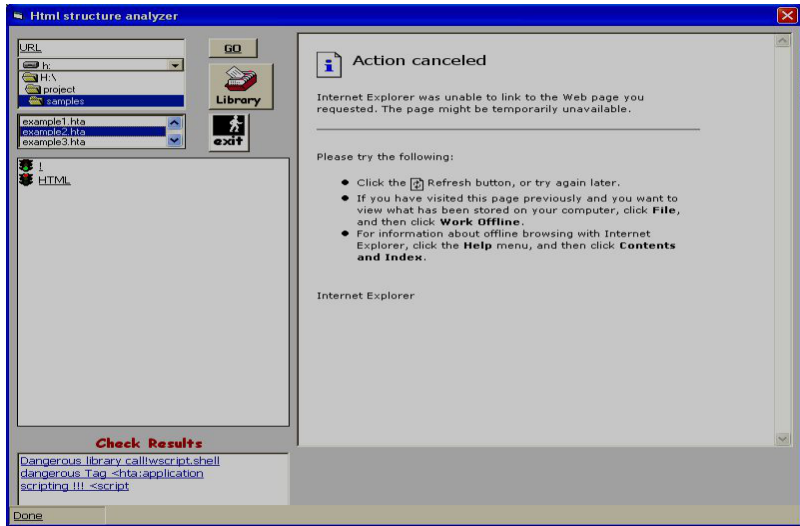 Html structure analyzer
URL
GO
h:
H:\
project
samples
Library
example1.hta
example2.hta
example3.hta
exit
!
HTML
Check Results
Dangerous library call!wscript.shell
dangerous Tag <hta:application
scripting !!! <script
Done
Action canceled
Internet Explorer was unable to link to the Web page you
requested. The page might be temporarily unavailable.
Please try the following:
Click the Refresh button, or try again later.
If you have visited this page previously and you want to
view what has been stored on your computer, click File,
and then click Work Offline.
For information about offline browsing with Internet
Explorer, click the Help menu, and then click Contents
and Index.
Internet Explorer